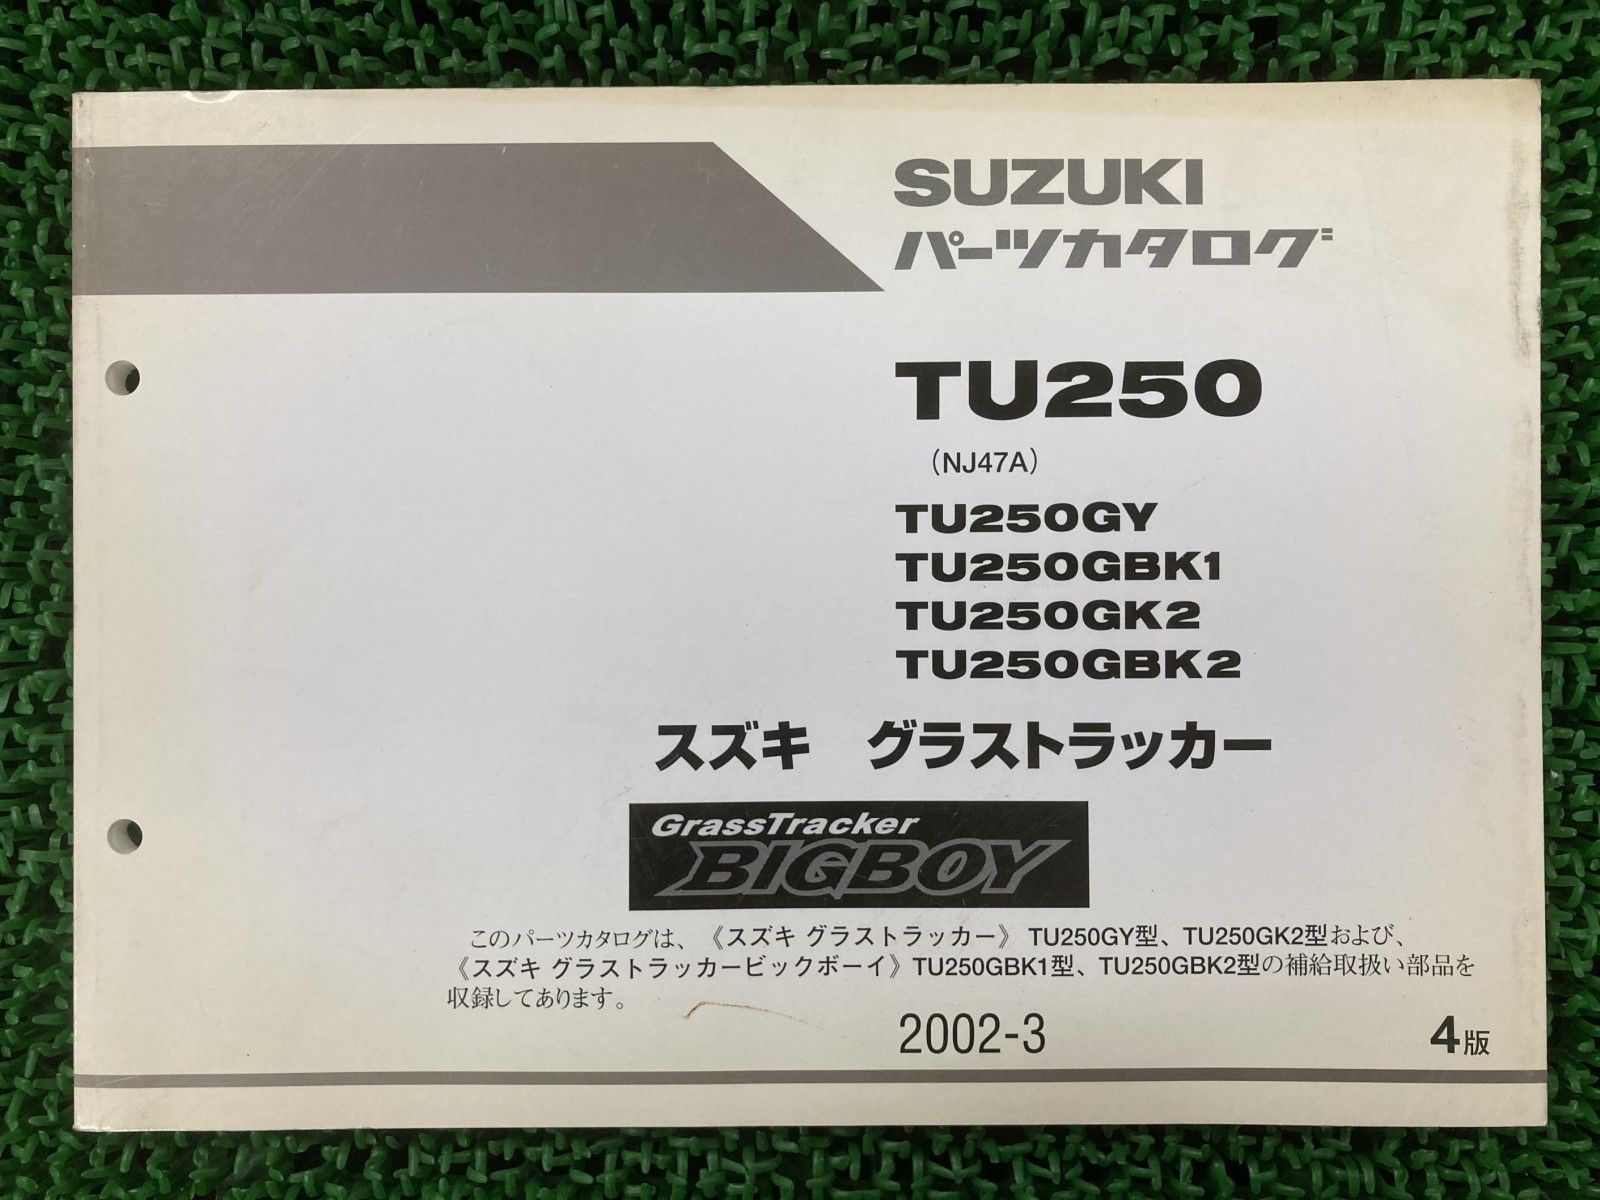 SUZUKI
パーツカタログ
TU250
(NJ47A)
TU250GY
TU250GBK1
TU250GK2
TU250GBK2
スズキ グラストラッカー
GrassTracker
BIGBOY
このパーツカタログは、《スズキ グラストラッカー》TU250GY型、TU250GK2型および、
《スズキ グラストラッカービックボーイ》TU250GBK1型、TU250GBK2型の補給取扱い部品を
収録してあります。
2002-3
4版